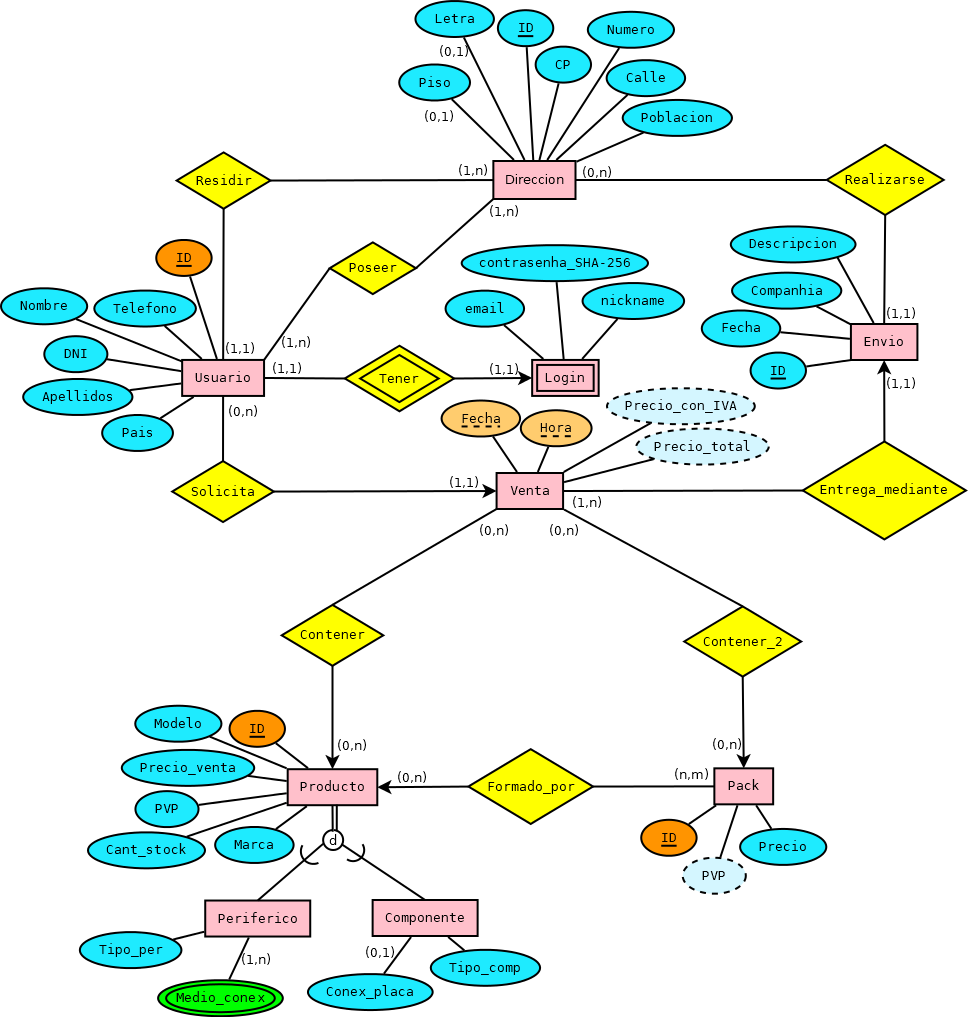 Letra
ID
Numero
(0,1)
CP
Piso
Calle
(0,1)
Poblacion
Residir
(1,n)
Direccion
(0,n)
Realizarse
(1,n)
ID
Poseer
contrasenha_SHA-256
Descripcion
Nombre
Telefono
email
nickname
Companhia
(1,1)
Fecha
DNI
(1,1)
(1,n)
Envio
Usuario
(1,1)
Tener
(1,1)
Login
ID
Apellidos
(0,n)
(1,1)
Pais
Fecha
Hora
Precio_con_IVA
Precio_total
Solicita
(1,1)
Venta
(1,n)
Entrega_mediante
(0,n)
(0,n)
Contener
Contener_2
Modelo
ID
(0,n)
(0,n)
Precio_venta
Producto
(0,n)
Formado_por
(n,m)
Pack
PVP
Cant_stock
Marca
d
ID
Precio
PVP
Periferico
Componente
Tipo_per
(1,n)
(0,1)
Tipo_comp
Medio_conex
Conex_placa